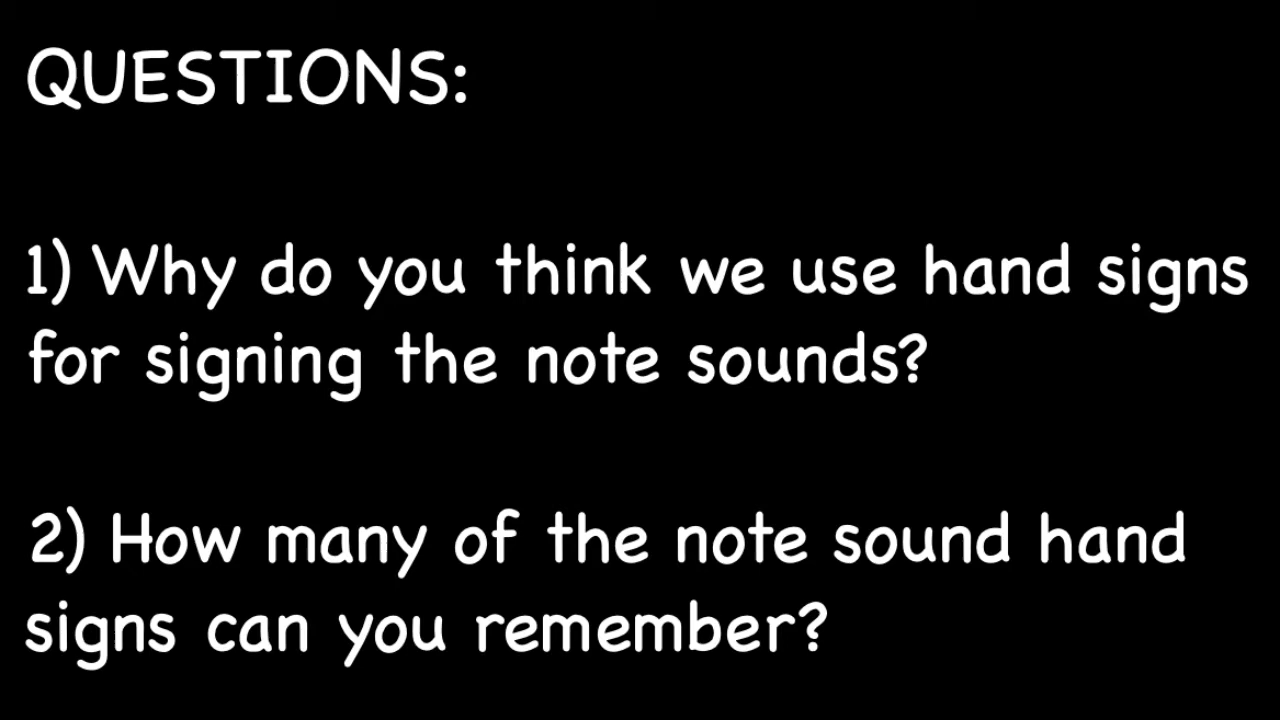 QUESTIONS:
1) Why do you think we use hand signs
for signing the note sounds?
2) How many of the note sound hand
signs can you remember?